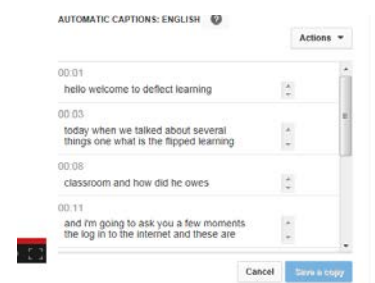 AUTOMATIC CAPTIONS: ENGLISH ?
Actions
00:01
hello welcome to deflect learning
00:03
today when we talked about several
things one what is the flipped learning
00:08
classroom and how did he owes
00:11
and i'm going to ask you a few moments
the log in to the internet and these are
Cancel
Save a copy